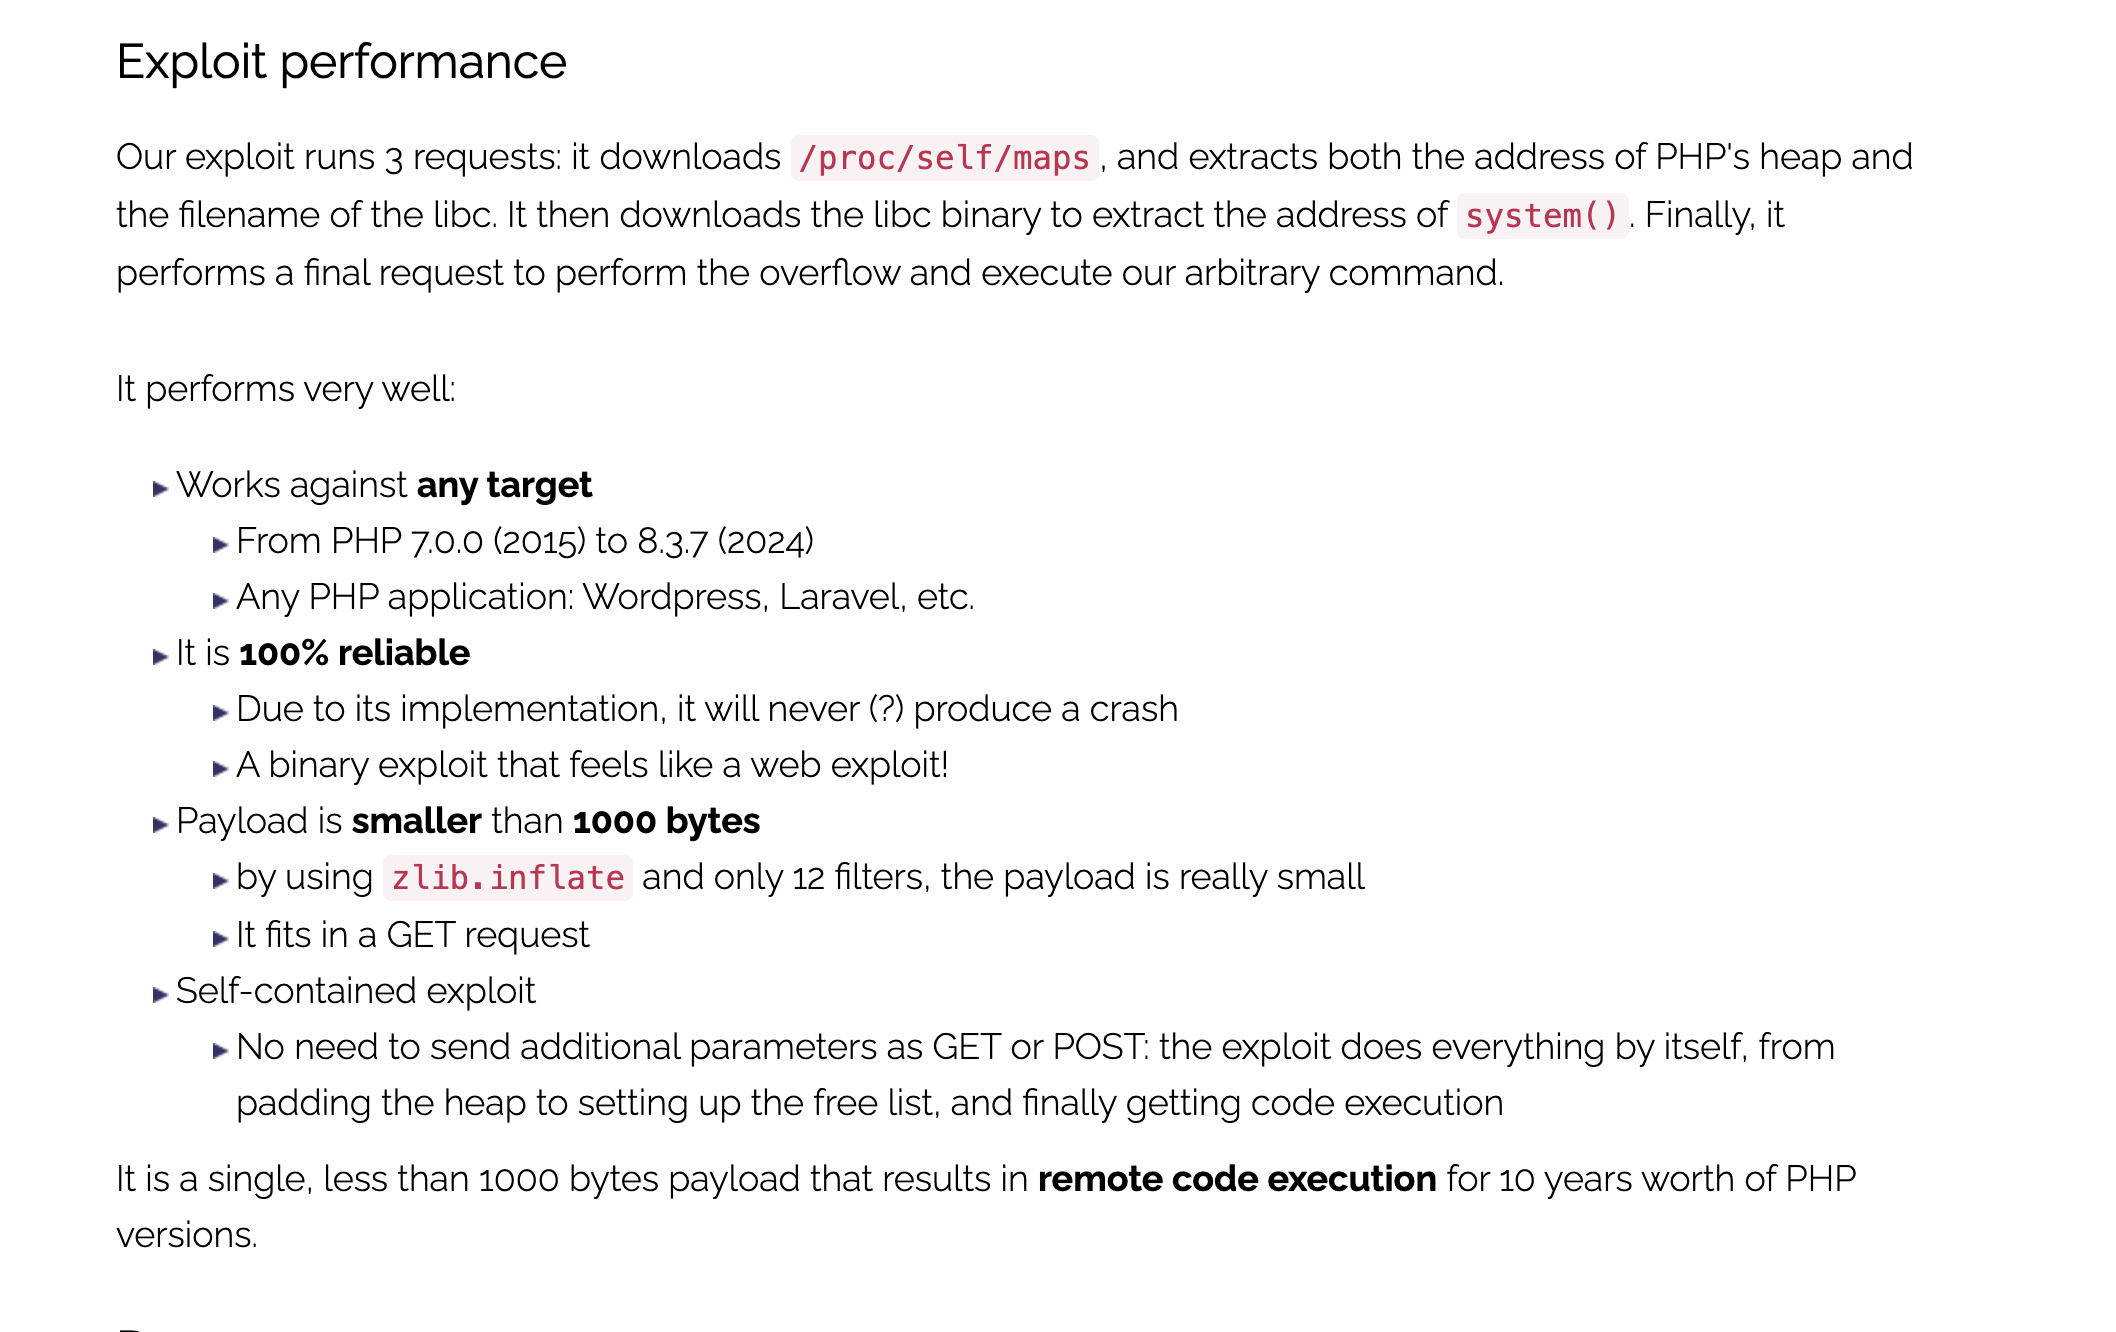 Exploit performance
Our exploit runs 3 requests: it downloads /proc/self/maps, and extracts both the address of PHP's heap and
the filename of the libc. It then downloads the libc binary to extract the address of system(). Finally, it
performs a final request to perform the overflow and execute our arbitrary command.
It performs very well:
Works against any target
From PHP 7.0.0 (2015) to 8.3.7 (2024)
Any PHP application: Wordpress, Laravel, etc.
It is 100% reliable
Due to its implementation, it will never (?) produce a crash
A binary exploit that feels like a web exploit!
Payload is smaller than 1000 bytes
by using zlib.inflate and only 12 filters, the payload is really small
It fits in a GET request
Self-contained exploit
No need to send additional parameters as GET or POST: the exploit does everything by itself, from
padding the heap to setting up the free list, and finally getting code execution
It is a single, less than 1000 bytes payload that results in remote code execution for 10 years worth of PHP
versions.